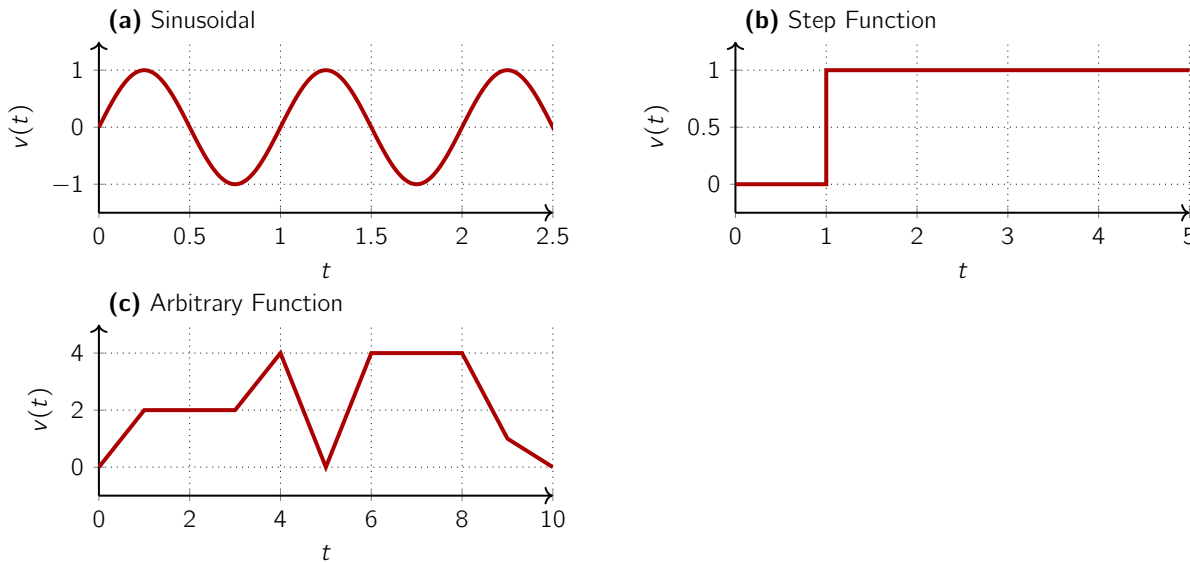 (a) Sinusoidal
1
0
−1
v(t)
0 0.5 1 1.5 2 2.5
t
(b) Step Function
1
0.5
0
v(t)
0 1 2 3 4 5
t
(c) Arbitrary Function
4
2
0
v(t)
0 2 4 6 8 10
t